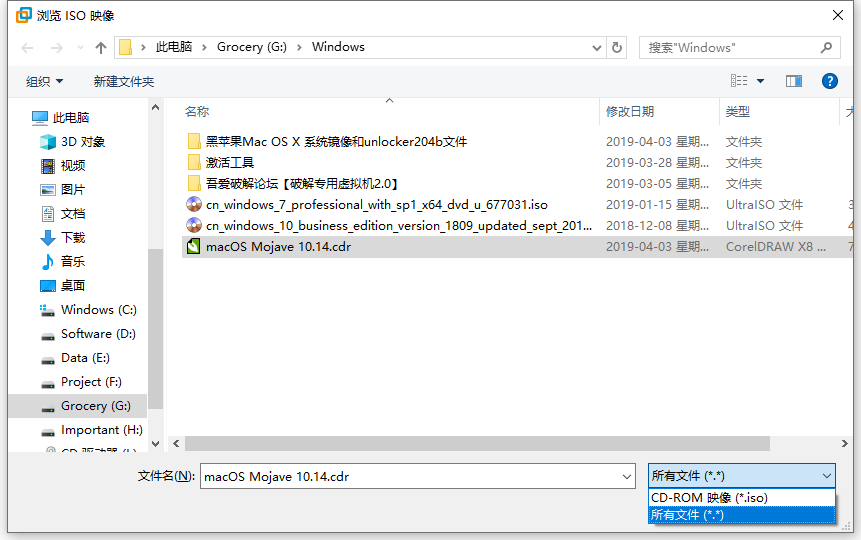 浏览 ISO 映像
此电脑 Grocery (G:) Windows
搜索"Windows"
组织 新建文件夹
此电脑
3D 对象
视频
图片
文档
下载
音乐
桌面
Windows (C:)
Software (D:)
Data (E:)
Project (F:)
Grocery (G:)
Important (H:)
名称 修改日期 类型
黑苹果Mac OS X 系统镜像和unlocker204b文件 2019-04-03 星期... 文件夹
激活工具 2019-03-28 星期... 文件夹
吾爱破解论坛【破解专用虚拟机2.0】 2019-03-05 星期... 文件夹
cn_windows_7_professional_with_sp1_x64_dvd_u_677031.iso 2019-01-15 星期... UltraISO 文件 3
cn_windows_10_business_edition_version_1809_updated_sept_201... 2018-12-08 星期... UltraISO 文件 4
macOS Mojave 10.14.cdr 2019-04-03 星期... CorelDRAW X8 ... 7
文件名(N): macOS Mojave 10.14.cdr 所有文件 (*.*)
CD-ROM 映像 (*.iso)
所有文件 (*.*)